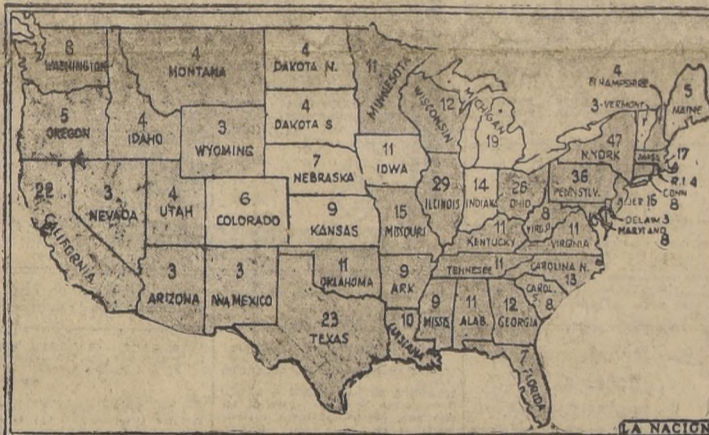 8
WASHINGTON
5
OREGON
22
CALIFORNIA
4
IDAHO
3
NEVADA
4
MONTANA
3
WYOMING
4
UTAH
6
COLORADO
3
ARIZONA
3
MEXICO
4
DAKOTA N.
4
DAKOTA S
7
NEBRASKA
9
KANSAS
11
OKLAHOMA
23
TEXAS
11
MINNESOTA
11
IOWA
15
MISSOURI
9
ARK.
10
LOUISIANA
12
WISCONSIN
29
ILLINOIS
MICHIGAN
19
14
INDIANA
26
OHIO
11
KENTUCKY
TENNESEE 11
9
MISSIS.
11
ALAB.
12
GEORGIA
7
FLORIDA
8
11
VIRGINIA
CAROLINA N.
13
CAROL.
S.
8
36
PENNSYLV.
47
N.YORK
4
N HAMPSHIRE
3-VERMONT
5
MAINE
MASS.
17
R.I. 4
CONN
8
N JER 16
DELAW 3
MARYLAND
8
LA NACION